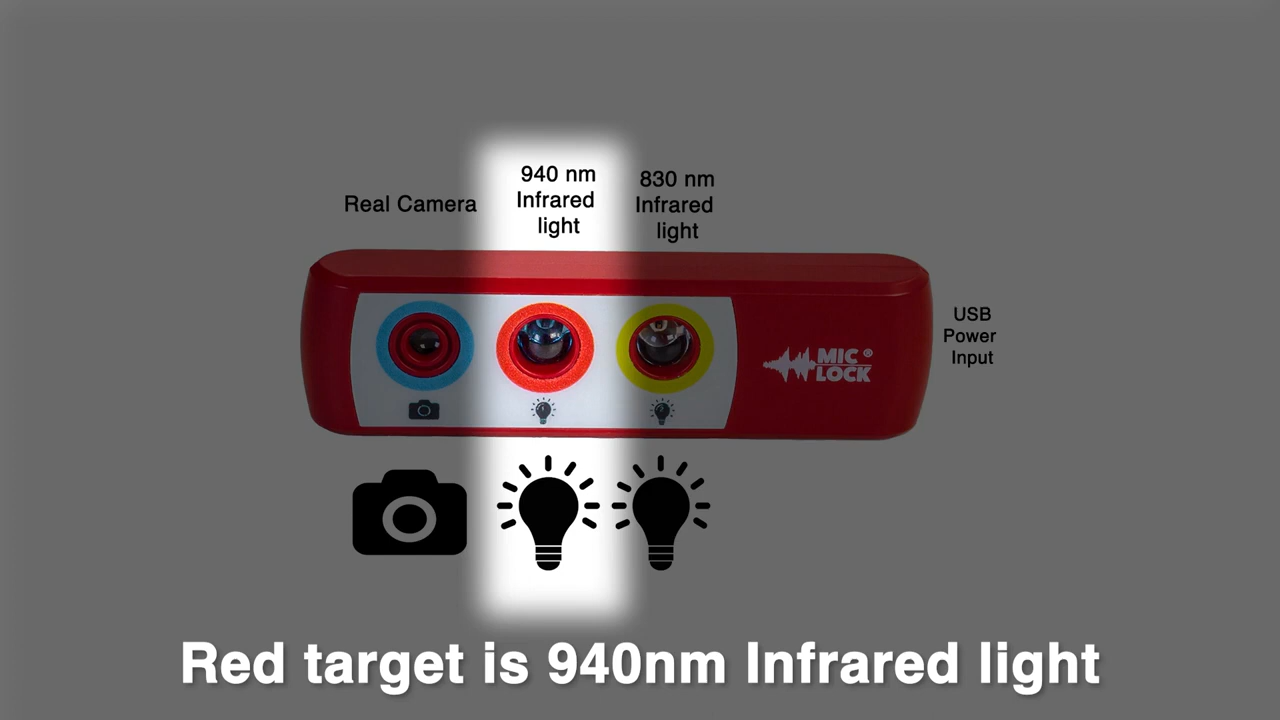 Real Camera
940 nm
Infrared
light
830 nm
Infrared
light
USB
Power
Input
MIC ®
LOCK
Red target is 940nm Infrared light